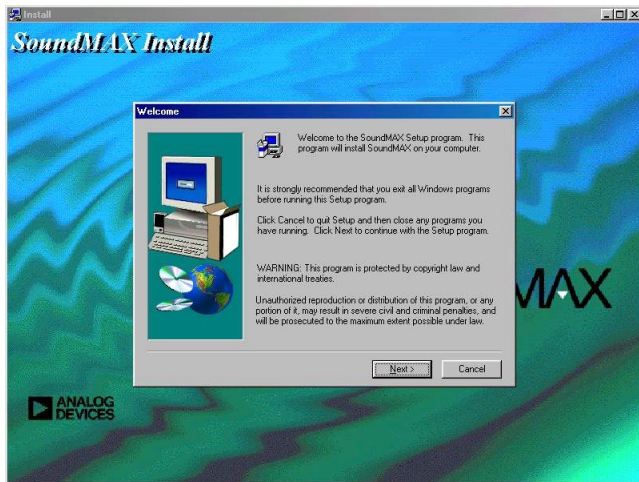 Install
SoundMAX Install
Welcome
Welcome to the SoundMAX Setup program. This
program will install SoundMAX on your computer.
It is strongly recommended that you exit all Windows programs
before running this Setup program.
Click Cancel to quit Setup and then close any programs you
have running. Click Next to continue with the Setup program.
WARNING: This program is protected by copyright law and
international treaties.
Unauthorized reproduction or distribution of this program, or any
portion of it, may result in severe civil and criminal penalties, and
will be prosecuted to the maximum extent possible under law.
MAX
Next >
Cancel
ANALOG
DEVICES